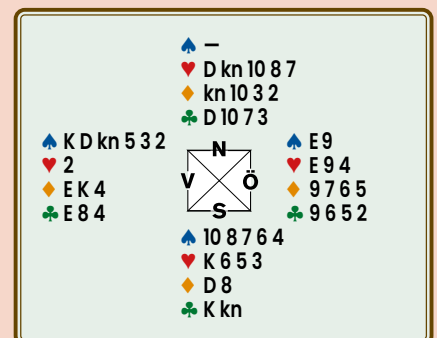 ♠ –
♥ D kn 10 8 7
♦ kn 10 3 2
♣ D 10 7 3
♠ K D kn 5 3 2
♥ 2
♦ E K 4
♣ E 8 4
N
V Ö
S
♠ E 9
♥ E 9 4
♦ 9 7 6 5
♣ 9 6 5 2
♠ 10 8 7 6 4
♥ K 6 5 3
♦ D 8
♣ K kn